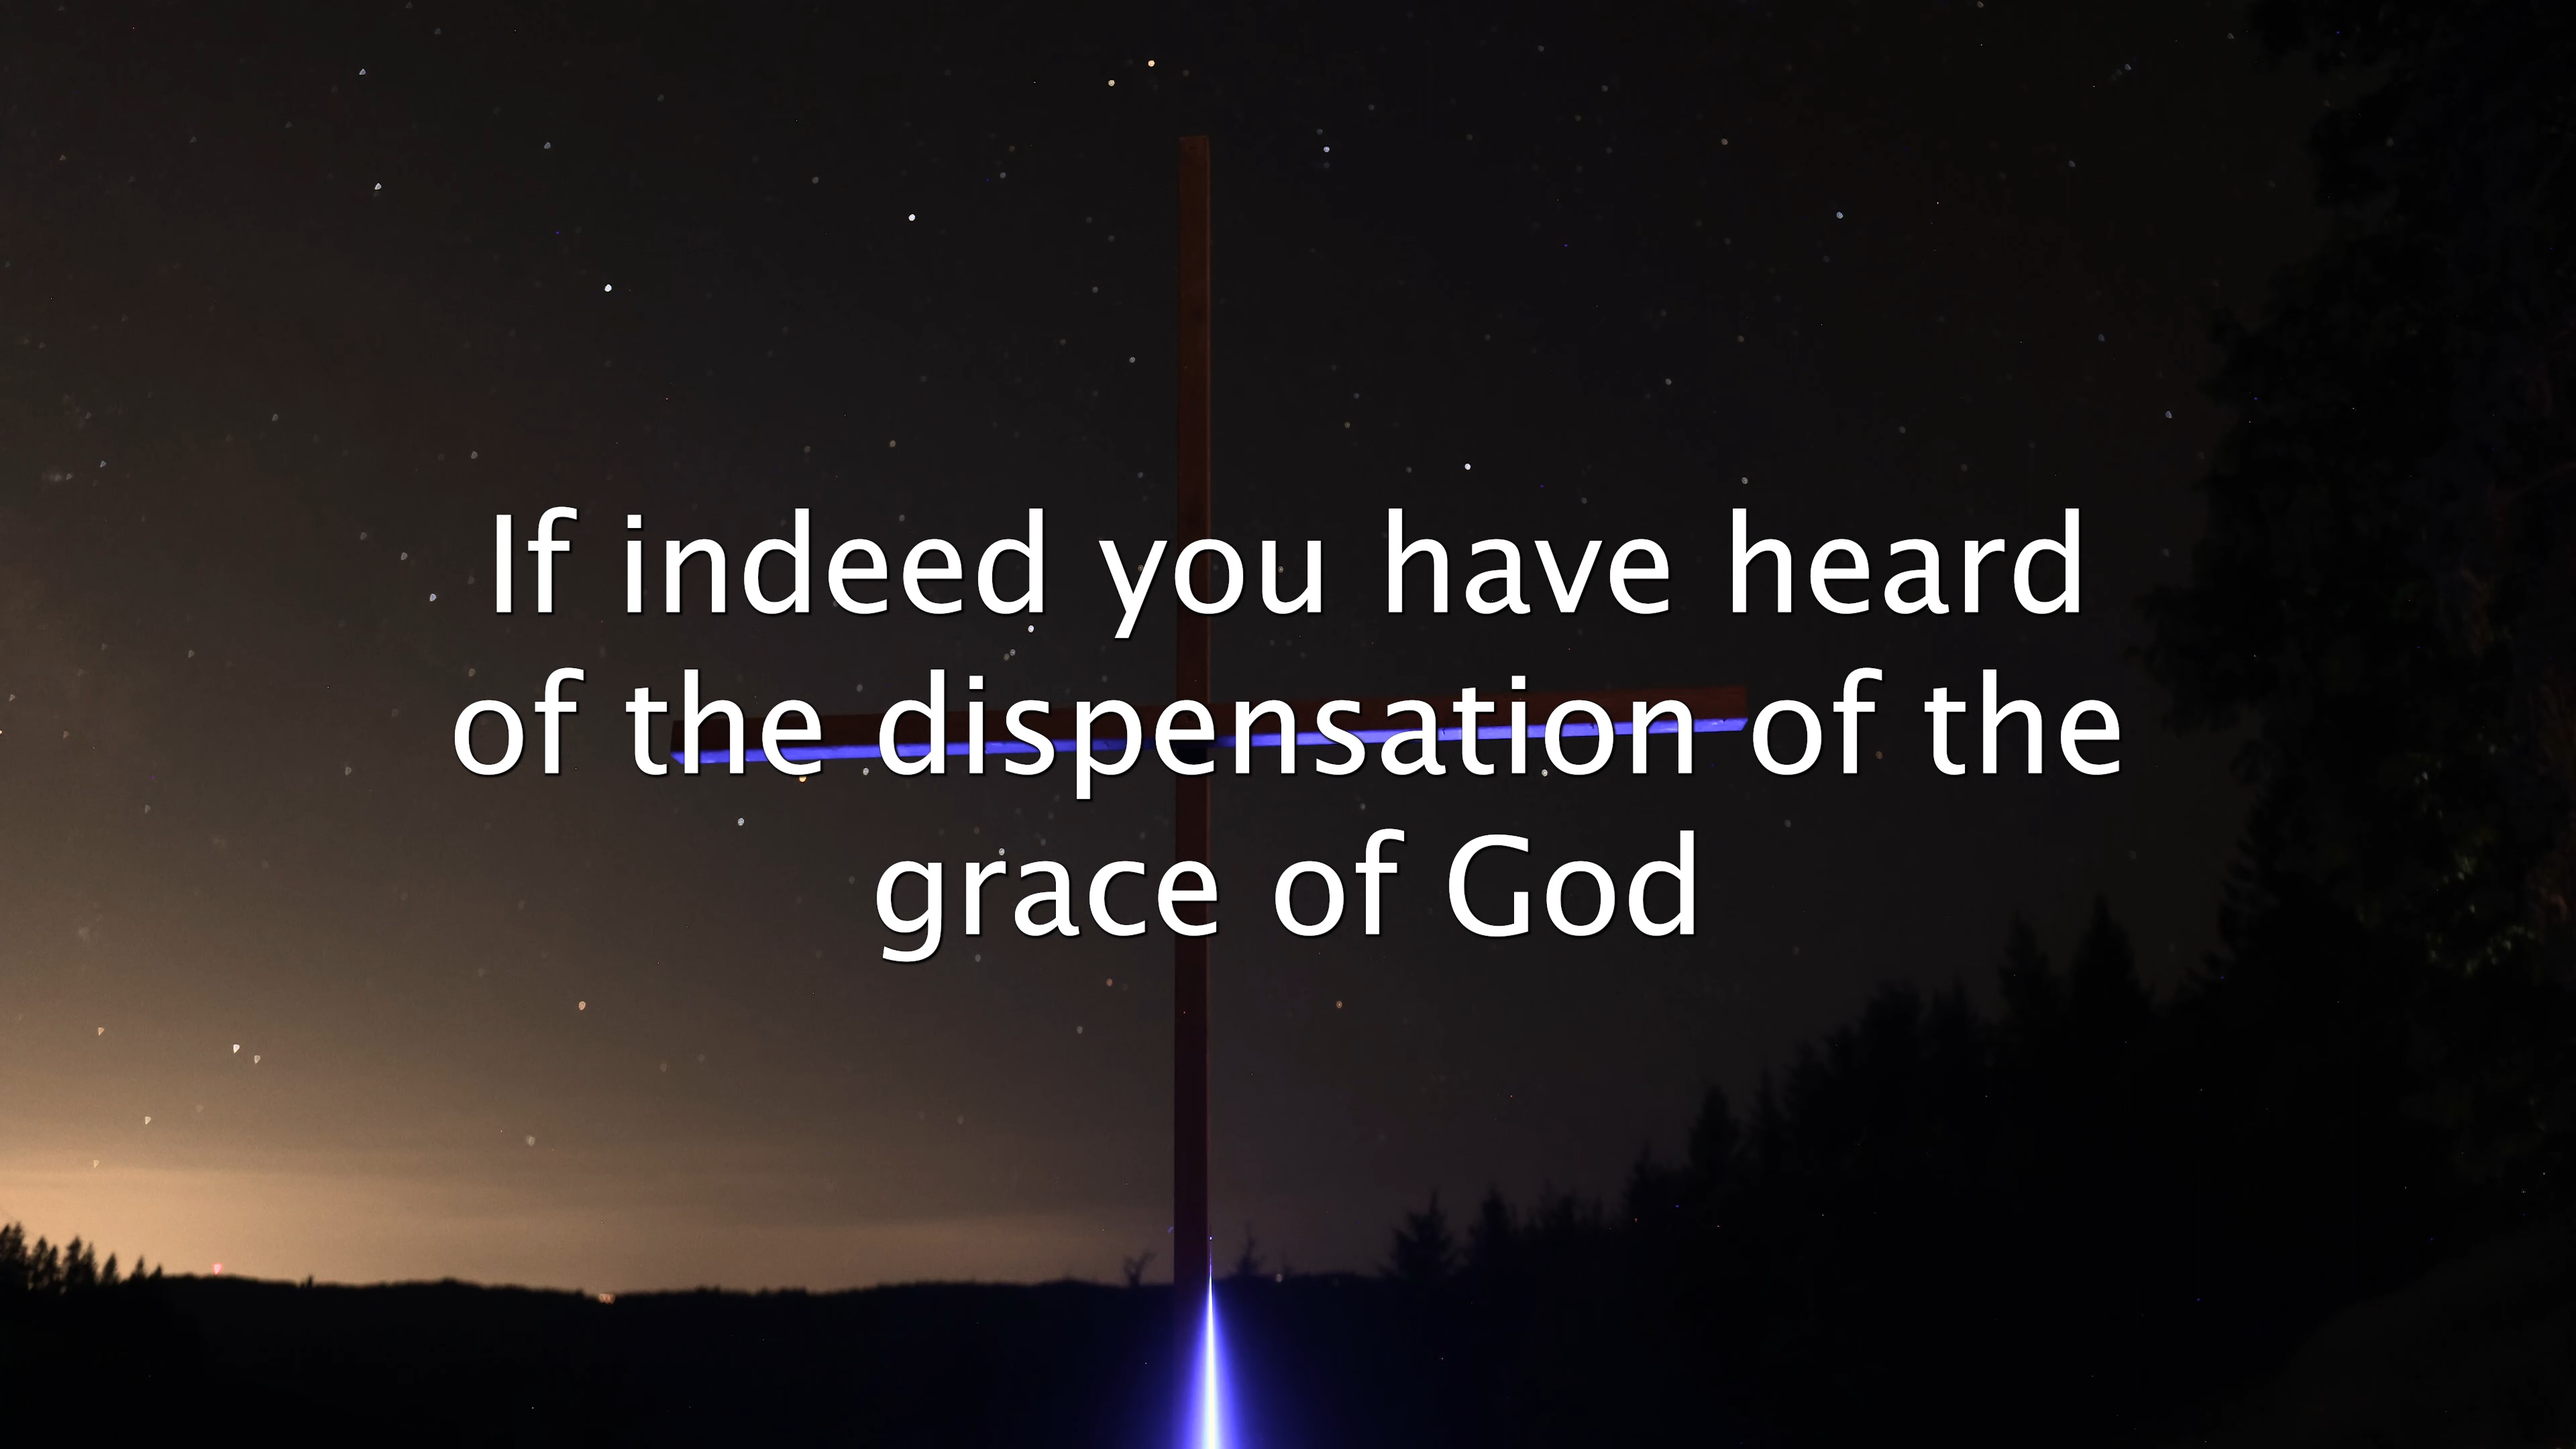 If indeed you have heard
of the dispensation of the
grace of God